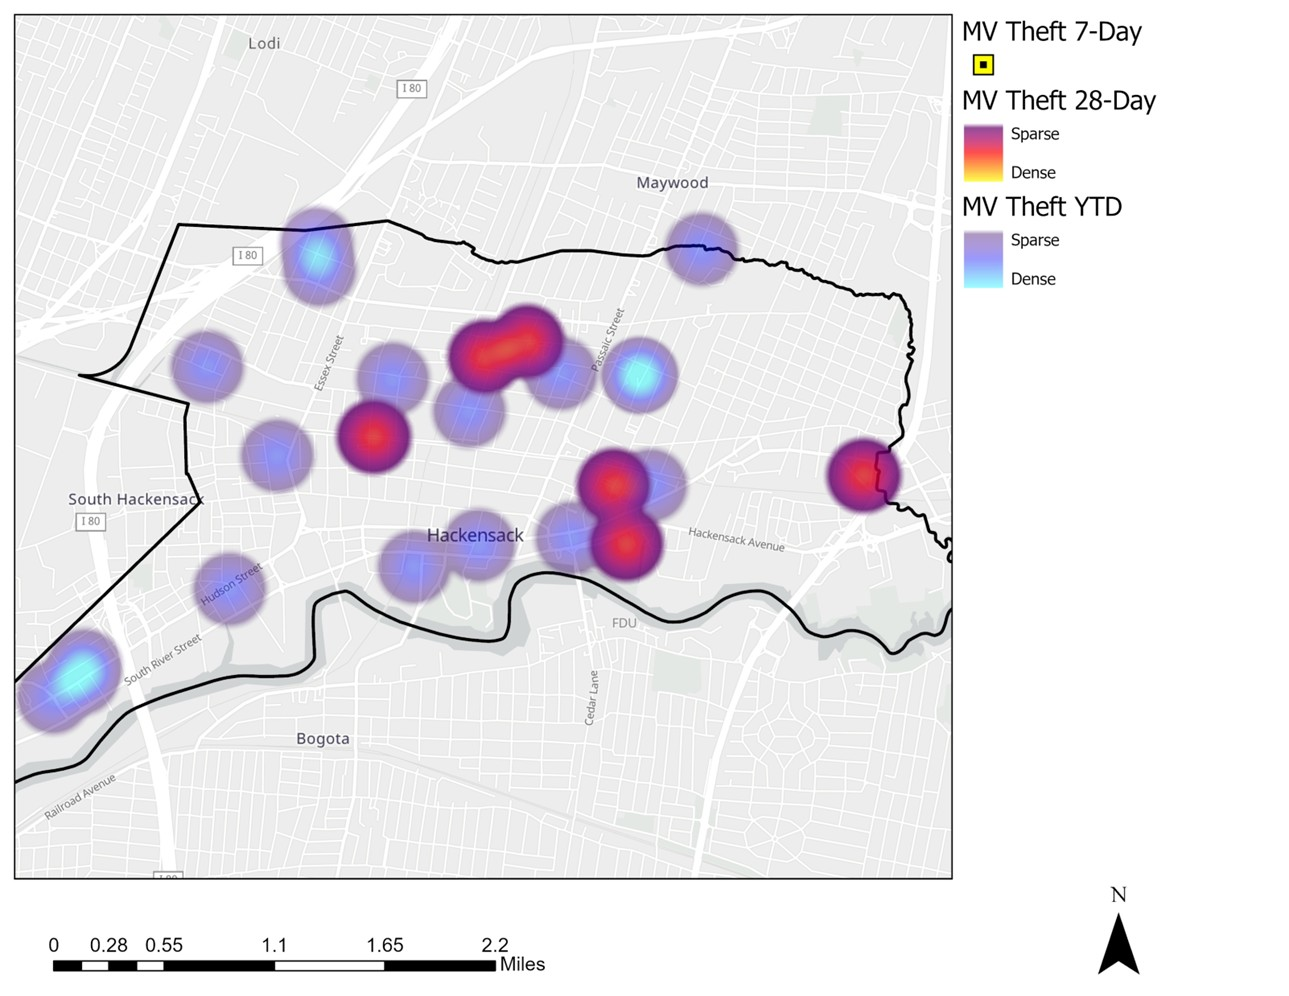 MV Theft 7-Day
MV Theft 28-Day
Sparse
Dense
MV Theft YTD
Sparse
Dense
Lodi
I 80
Maywood
I 80
Essex Street
Passaic Street
South Hackensack
I 80
Hackensack
Hackensack Avenue
Hudson Street
FDU
South River Street
Cedar Lane
Bogota
Railroad Avenue
N
0 0.28 0.55 1.1 1.65 2.2
Miles